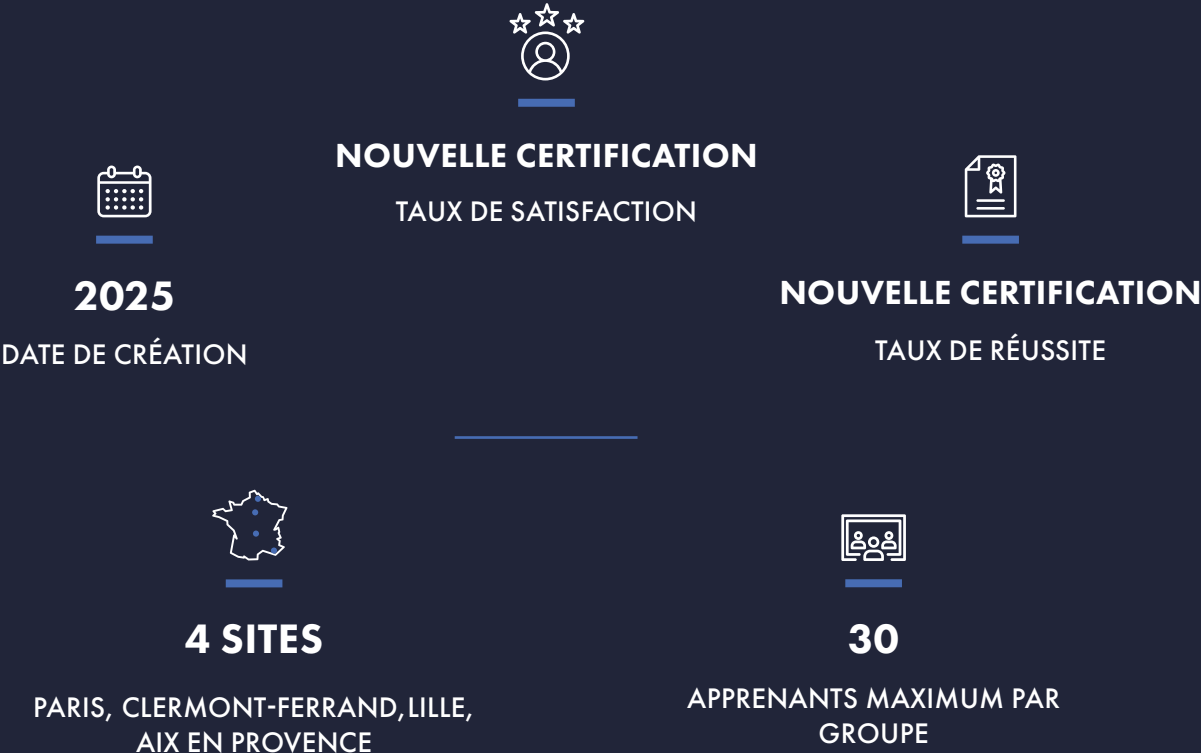 NOUVELLE CERTIFICATION
TAUX DE SATISFACTION
2025
DATE DE CRÉATION
NOUVELLE CERTIFICATION
TAUX DE RÉUSSITE
4 SITES
PARIS, CLERMONT-FERRAND, LILLE,
AIX EN PROVENCE
30
APPRENANTS MAXIMUM PAR
GROUPE